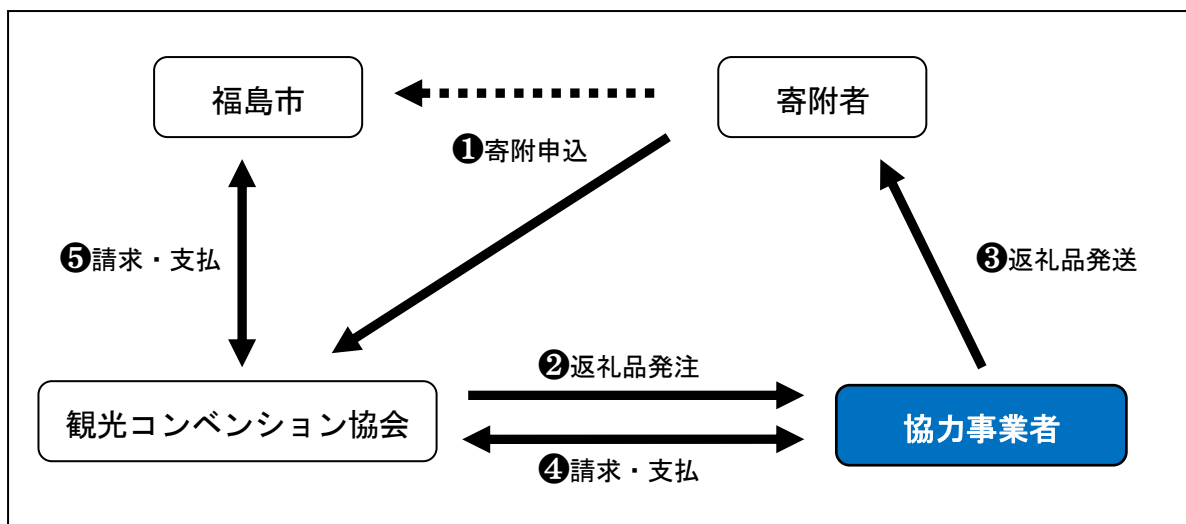 福島市
寄附者
❶寄附申込
❺請求・支払
❸返礼品発送
❷返礼品発注
観光コンベンション協会
協力事業者
❹請求・支払